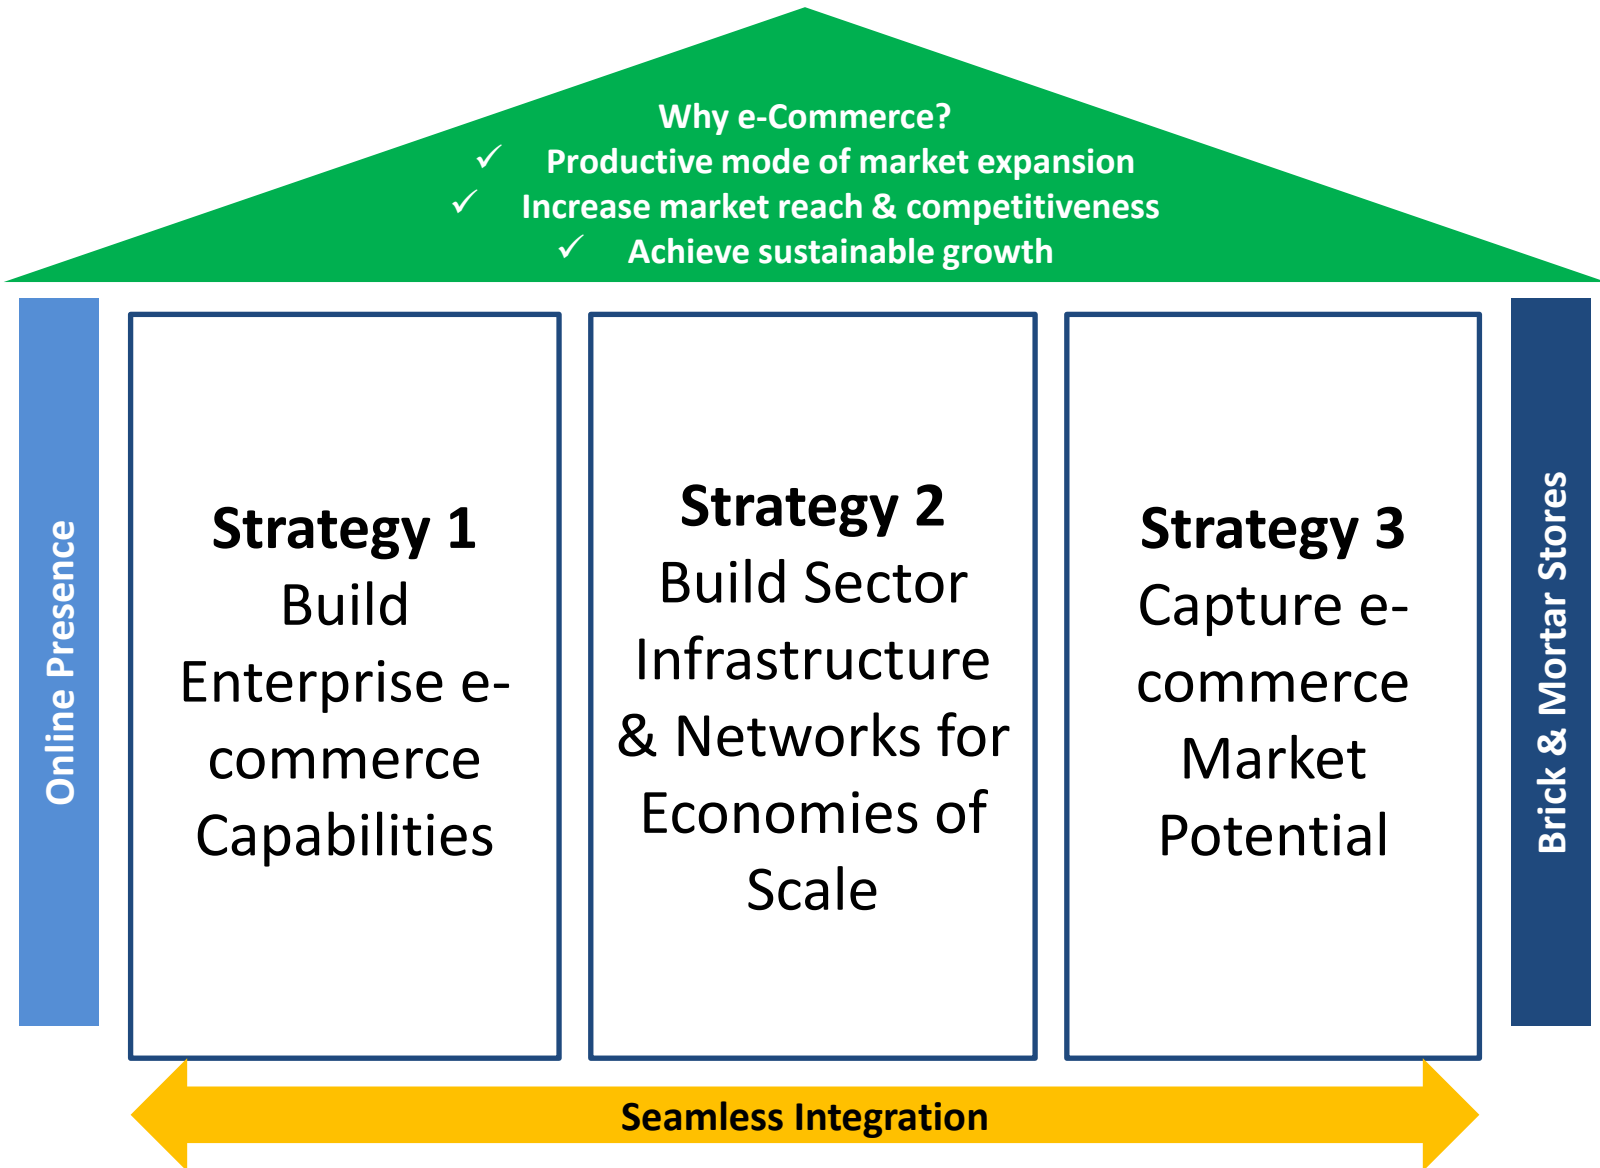 Why e-Commerce?
✓ Productive mode of market expansion
✓ Increase market reach & competitiveness
✓ Achieve sustainable growth
Online Presence
Strategy 1
Build
Enterprise e-
commerce
Capabilities
Strategy 2
Build Sector
Infrastructure
& Networks for
Economies of
Scale
Strategy 3
Capture e-
commerce
Market
Potential
Brick & Mortar Stores
Seamless Integration